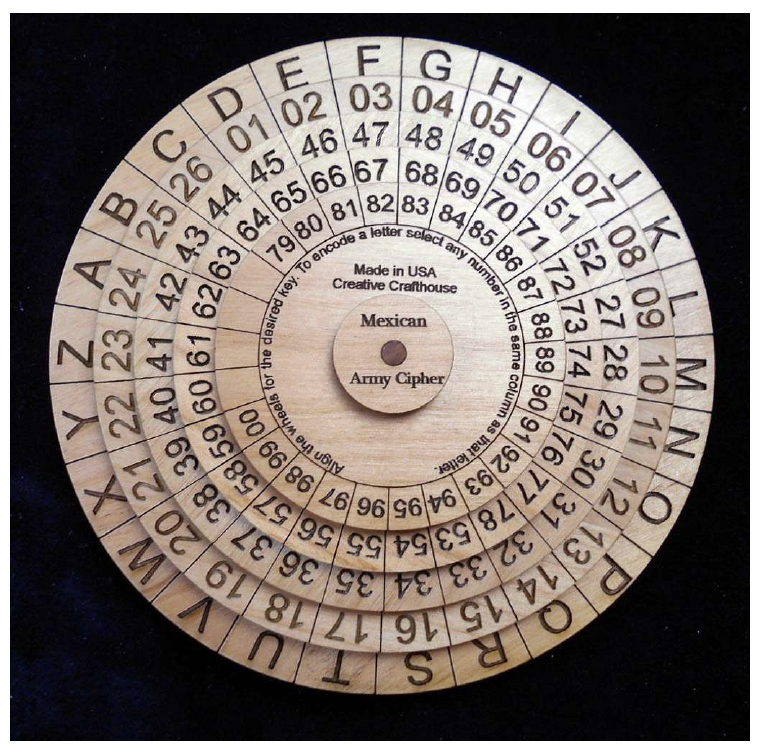 A B C D E F G H I J K L M N O P Q R S T U V W X Y Z
24 25 26 01 02 03 04 05 06 07 08 09 10 11 12 13 14 15 16 17 18 19 20 21 22 23
42 43 44 45 46 47 48 49 50 51 52 27 28 29 30 31 32 33 34 35 36 37 38 39 40 41
62 63 64 65 66 67 68 69 70 71 72 73 74 75 76 77 78 53 54 55 56 57 58 59 60 61
79 80 81 82 83 84 85 86 87 88 89 90 91 92 93 94 95 96 97 98 99 00
Align the wheels for the desired key. To encode a letter select any number in the same column as that letter.
Made in USA
Creative Crafthouse
Mexican
Army Cipher